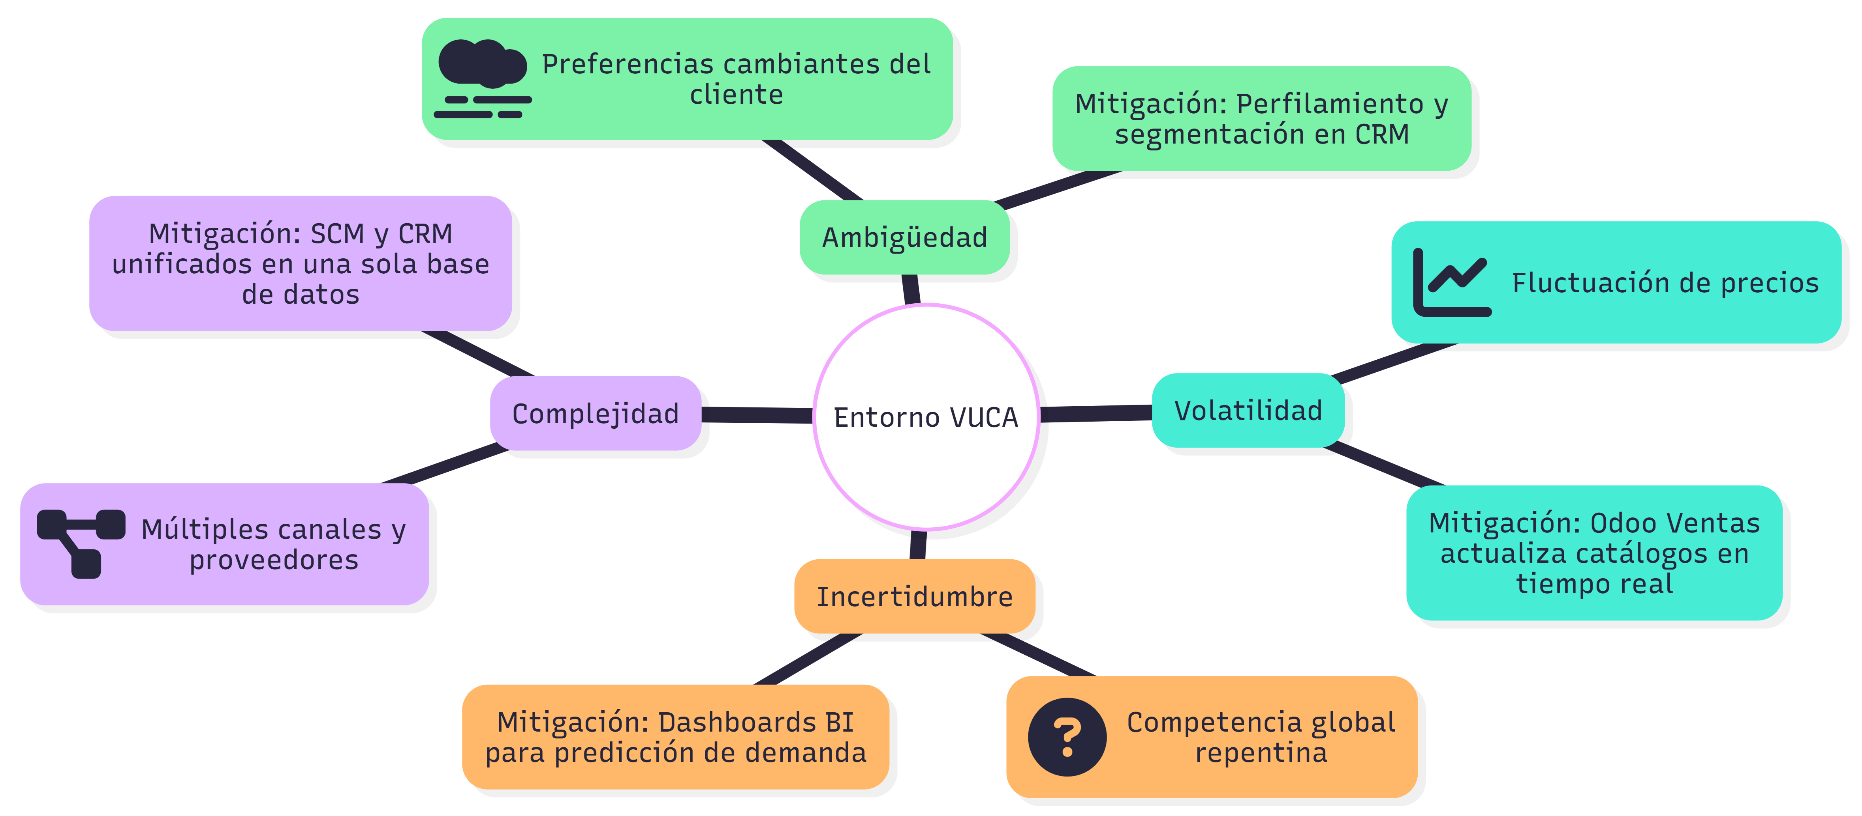 Preferencias cambiantes del
cliente
Mitigación: Perfilamiento y
segmentación en CRM
Ambigüedad
Mitigación: SCM y CRM
unificados en una sola base
de datos
Complejidad
Múltiples canales y
proveedores
Entorno VUCA
Volatilidad
Fluctuación de precios
Mitigación: Odoo Ventas
actualiza catálogos en
tiempo real
Incertidumbre
Mitigación: Dashboards BI
para predicción de demanda
?
Competencia global
repentina